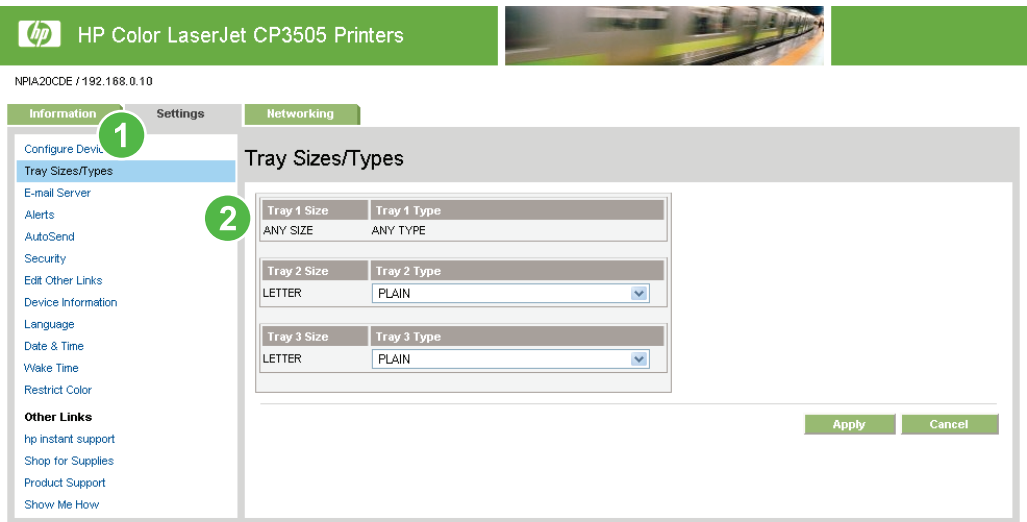 hp HP Color LaserJet CP3505 Printers
NPIA20CDE / 192.168.0.10
Information Settings Networking
1
Configure Devic
Tray Sizes/Types
E-mail Server
Alerts
AutoSend
Security
Edit Other Links
Device Information
Language
Date & Time
Wake Time
Restrict Color
Other Links
hp instant support
Shop for Supplies
Product Support
Show Me How
Tray Sizes/Types
2
Tray 1 Size Tray 1 Type
ANY SIZE ANY TYPE
Tray 2 Size Tray 2 Type
LETTER PLAIN
Tray 3 Size Tray 3 Type
LETTER PLAIN
Apply Cancel